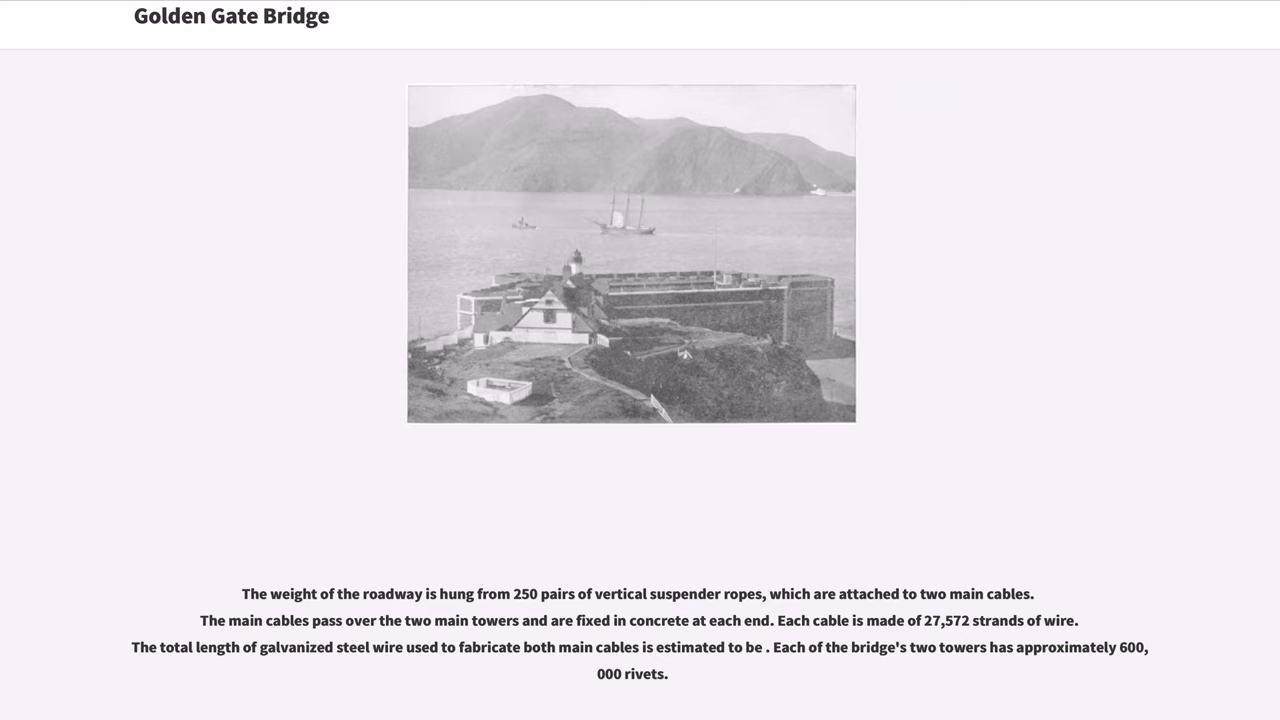 Golden Gate Bridge
The weight of the roadway is hung from 250 pairs of vertical suspender ropes, which are attached to two main cables.
The main cables pass over the two main towers and are fixed in concrete at each end. Each cable is made of 27,572 strands of wire.
The total length of galvanized steel wire used to fabricate both main cables is estimated to be . Each of the bridge's two towers has approximately 600,
000 rivets.